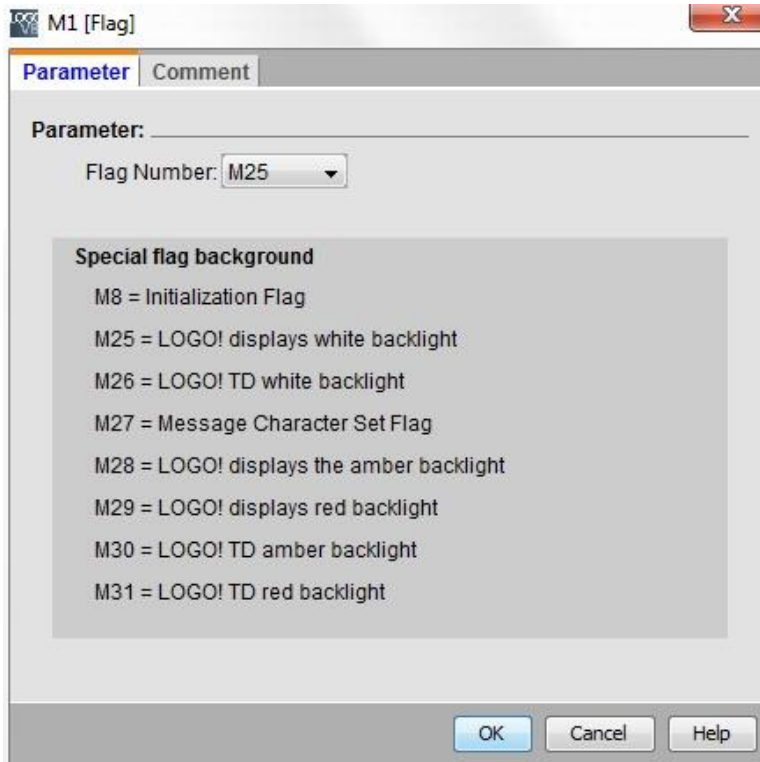 M1 [Flag]
Parameter Comment
Parameter:
Flag Number: M25
Special flag background
M8 = Initialization Flag
M25 = LOGO! displays white backlight
M26 = LOGO! TD white backlight
M27 = Message Character Set Flag
M28 = LOGO! displays the amber backlight
M29 = LOGO! displays red backlight
M30 = LOGO! TD amber backlight
M31 = LOGO! TD red backlight
OK Cancel Help